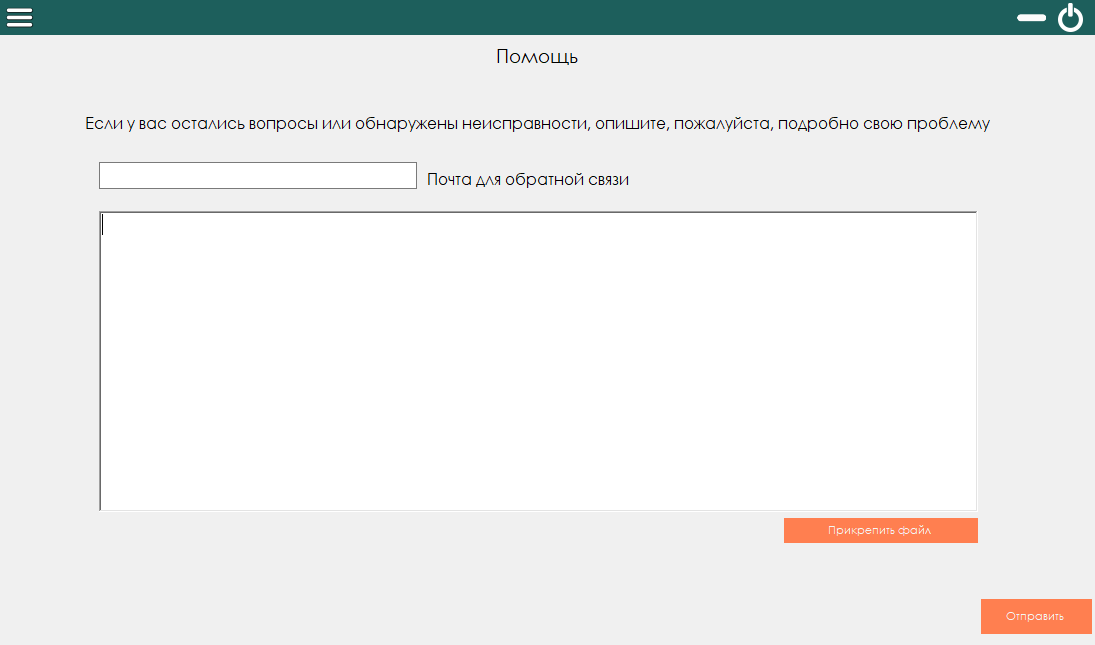 Помощь
Если у вас остались вопросы или обнаружены неисправности, опишите, пожалуйста, подробно свою проблему
Почта для обратной связи
Прикрепить файл
Отправить